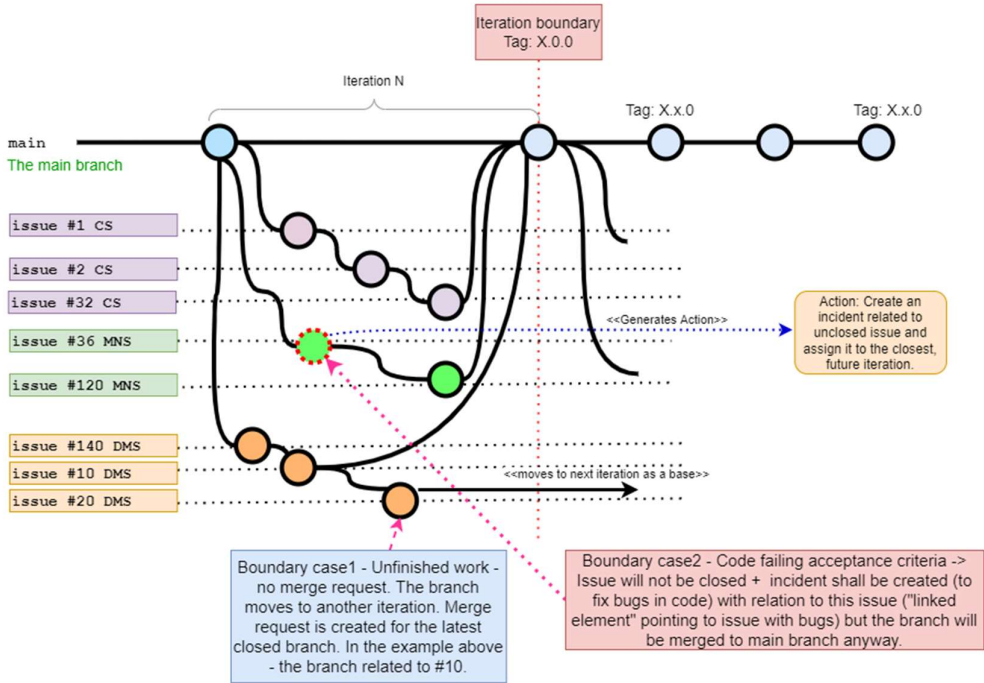 Iteration boundary
Tag: X.0.0
Iteration N
Tag: X.x.0
Tag: X.x.0
main
The main branch
issue #1 CS
issue #2 CS
issue #32 CS
issue #36 MNS
issue #120 MNS
issue #140 DMS
issue #10 DMS
issue #20 DMS
<<Generates Action>>
Action: Create an
incident related to
unclosed issue and
assign it to the closest,
future iteration.
<<moves to next iteration as a base>>
Boundary case1 - Unfinished work -
no merge request. The branch
moves to another iteration. Merge
request is created for the latest
closed branch. In the example above
- the branch related to #10.
Boundary case2 - Code failing acceptance criteria ->
Issue will not be closed + incident shall be created (to
fix bugs in code) with relation to this issue ("linked
element" pointing to issue with bugs) but the branch will
be merged to main branch anyway.